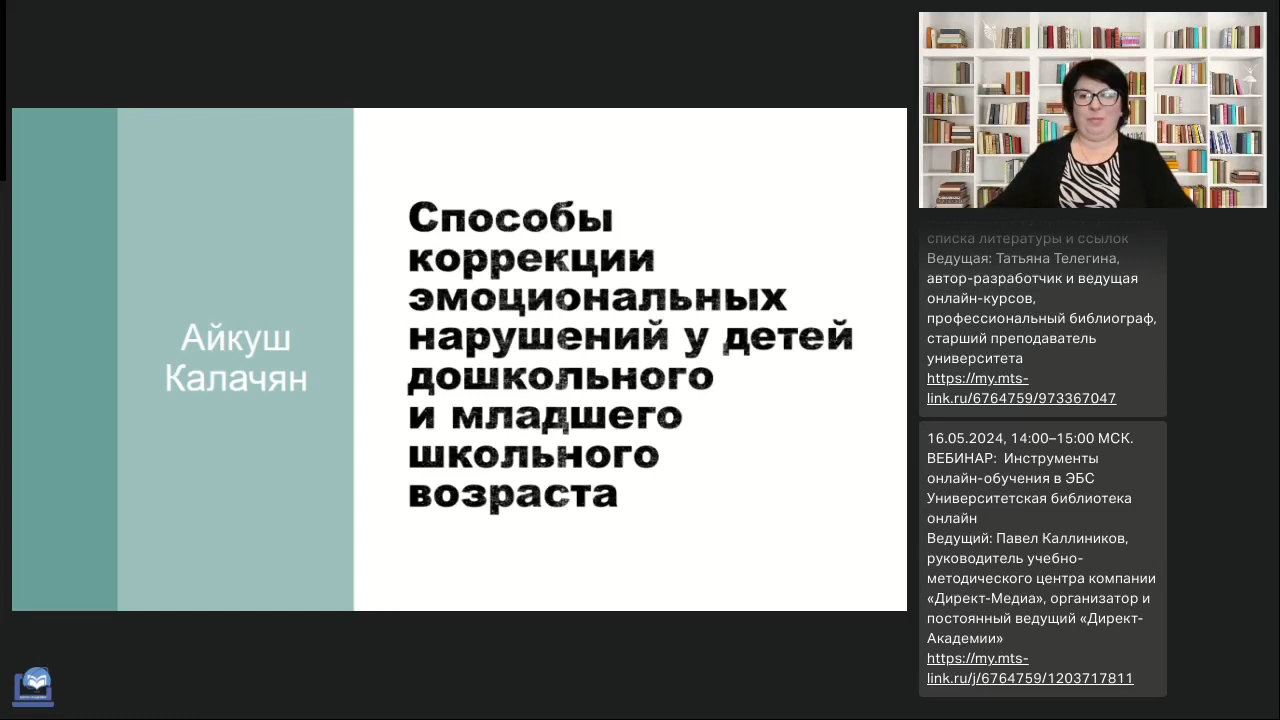 Айкуш
Калачян
Способы
коррекции
эмоциональных
нарушений у детей
дошкольного
и младшего
школьного
возраста
списка литературы и ссылок
Ведущая: Татьяна Телегина,
автор-разработчик и ведущая
онлайн-курсов,
профессиональный библиограф,
старший преподаватель
университета
https://my.mts-
link.ru/6764759/973367047
16.05.2024, 14:00–15:00 МСК.
ВЕБИНАР:  Инструменты
онлайн-обучения в ЭБС
Университетская библиотека
онлайн
Ведущий: Павел Каллиников,
руководитель учебно-
методического центра компании
«Директ-Медиа», организатор и
постоянный ведущий «Директ-
Академии»
https://my.mts-
link.ru/j/6764759/1203717811